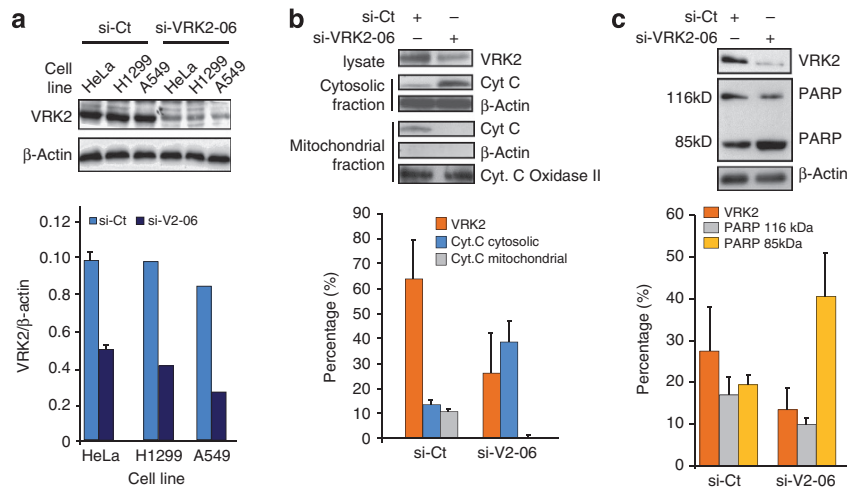 a
si-Ct si-VRK2-06
Cell line HeLa H1299 A549 HeLa H1299 A549
VRK2
β-Actin
0.12
0.10
0.8
0.6
0.4
0.2
0
VRK2/β-actin
si-Ct si-V2-06
HeLa H1299 A549
Cell line
b
si-Ct + −
si-VRK2-06 − +
lysate VRK2
Cytosolic fraction Cyt C
β-Actin
Mitochondrial fraction Cyt C
β-Actin
Cyt. C Oxidase II
90
80
70
60
50
40
30
20
10
0
Percentage (%)
VRK2
Cyt.C cytosolic
Cyt.C mitochondrial
si-Ct si-V2-06
c
si-Ct + −
si-VRK2-06 − +
VRK2
116kD PARP
85kD PARP
β-Actin
60
50
40
30
20
10
0
Percentage (%)
VRK2
PARP 116 kDa
PARP 85kDa
si-Ct si-V2-06